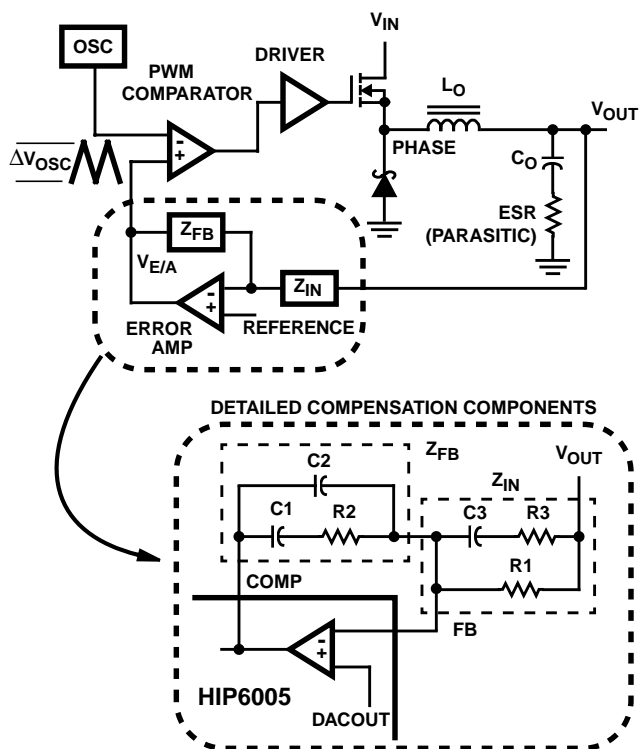 V_IN
OSC
DRIVER
PWM
COMPARATOR
L_O
V_OUT
ΔV_OSC
-
+
PHASE
C_O
ESR
(PARASITIC)
Z_FB
V_E/A
-
+
Z_IN
REFERENCE
ERROR
AMP
DETAILED COMPENSATION COMPONENTS
Z_FB
V_OUT
C2
Z_IN
C1
R2
C3
R3
R1
COMP
FB
-
+
HIP6005
DACOUT